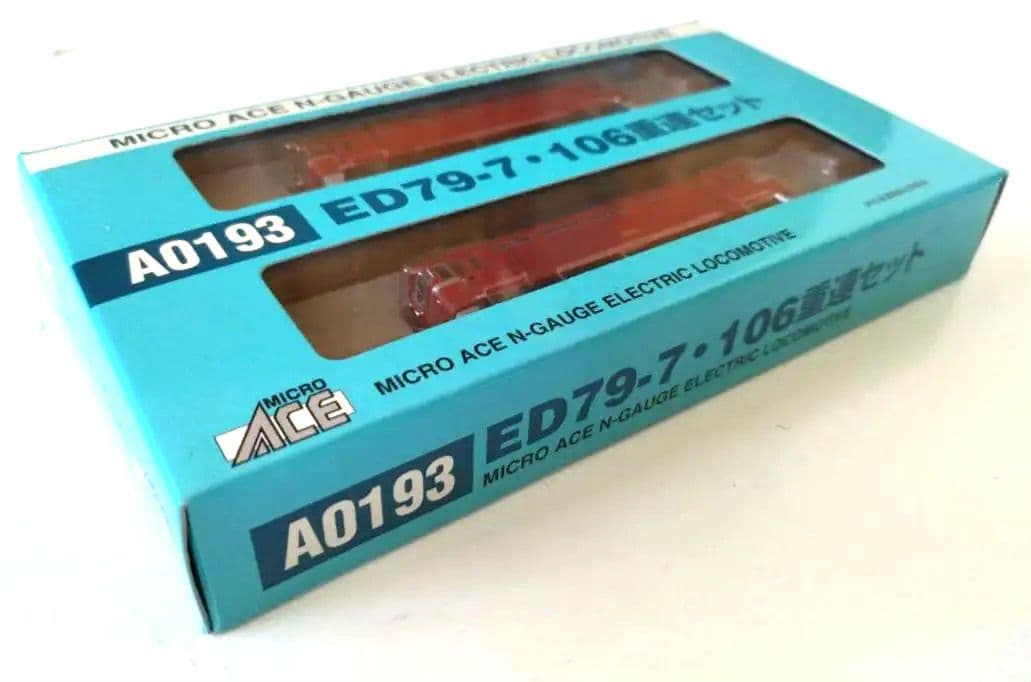 MICRO ACE N-GAUGE ELECTRIC LOCOMOTIVE
A0193 ED79-7・106重連セット
MICRO ACE N-GAUGE ELECTRIC LOCOMOTIVE
MICRO
ACE
A0193 ED79-7・106重連セット
MICRO ACE N-GAUGE ELECTRIC LOCOMOTIVE